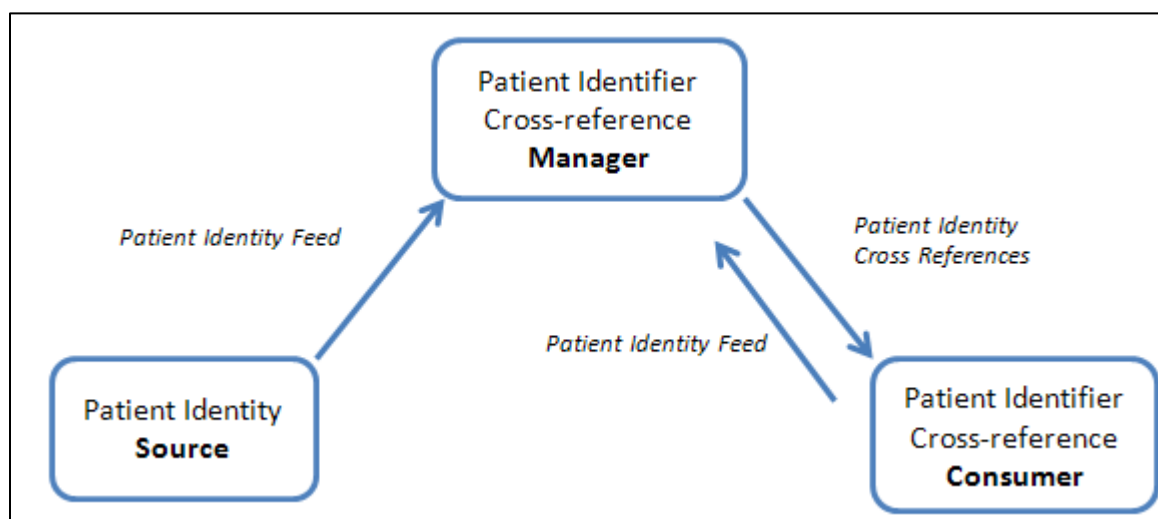 Patient Identifier
Cross-reference
Manager
Patient Identity Feed
Patient Identity
Cross References
Patient Identity Feed
Patient Identity
Source
Patient Identifier
Cross-reference
Consumer